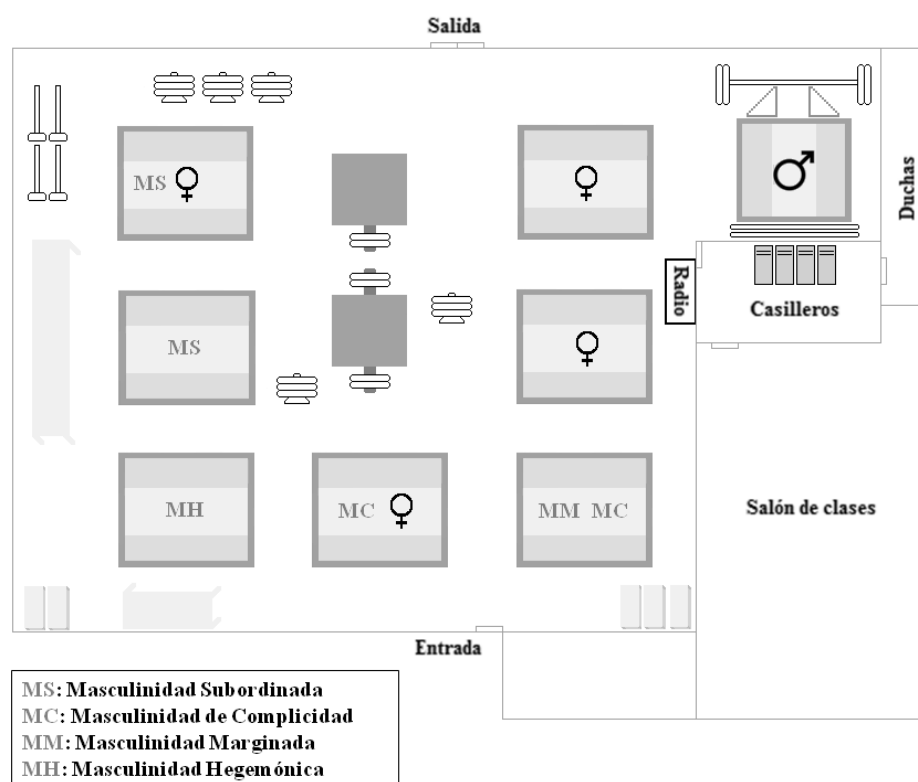 Salida
Duchas
MS
Radio
Casilleros
MS
MH
MC
MM MC
Salón de clases
Entrada
MS: Masculinidad Subordinada
MC: Masculinidad de Complicidad
MM: Masculinidad Marginada
MH: Masculinidad Hegemónica